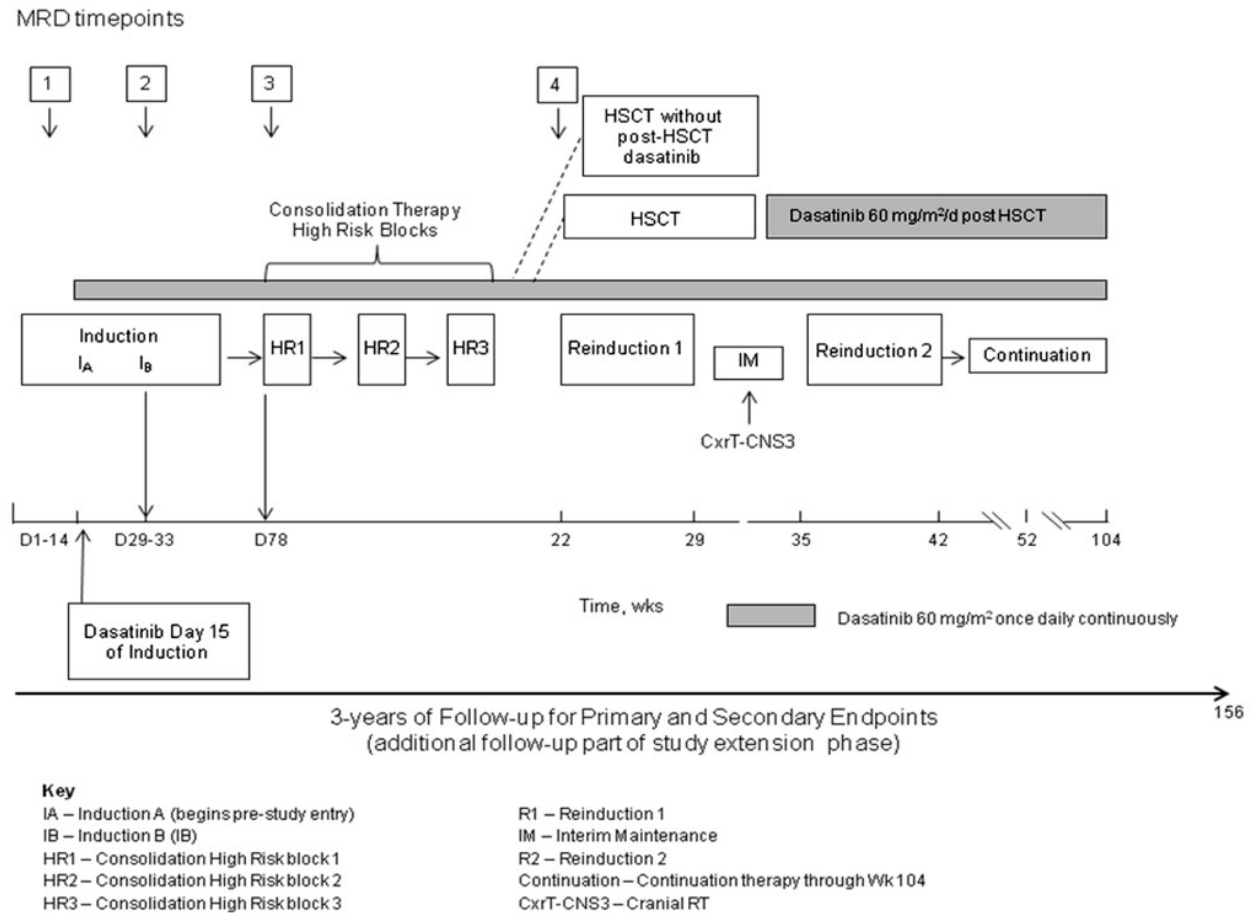 MRD timepoints
1
2
3
4
HSCT without
post-HSCT
dasatinib
Consolidation Therapy
High Risk Blocks
HSCT
Dasatinib 60 mg/m²/d post HSCT
Induction
IA IB
HR1
HR2
HR3
Reinduction 1
IM
Reinduction 2
Continuation
CxrT-CNS3
D1-14
D29-33
D78
22
29
35
42
52
104
Dasatinib Day 15
of Induction
Time, wks
Dasatinib 60 mg/m² once daily continuously
156
3-years of Follow-up for Primary and Secondary Endpoints
(additional follow-up part of study extension phase)
Key
IA – Induction A (begins pre-study entry)
IB – Induction B (IB)
HR1 – Consolidation High Risk block 1
HR2 – Consolidation High Risk block 2
HR3 – Consolidation High Risk block 3
R1 – Reinduction 1
IM – Interim Maintenance
R2 – Reinduction 2
Continuation – Continuation therapy through Wk 104
CxrT-CNS3 – Cranial RT